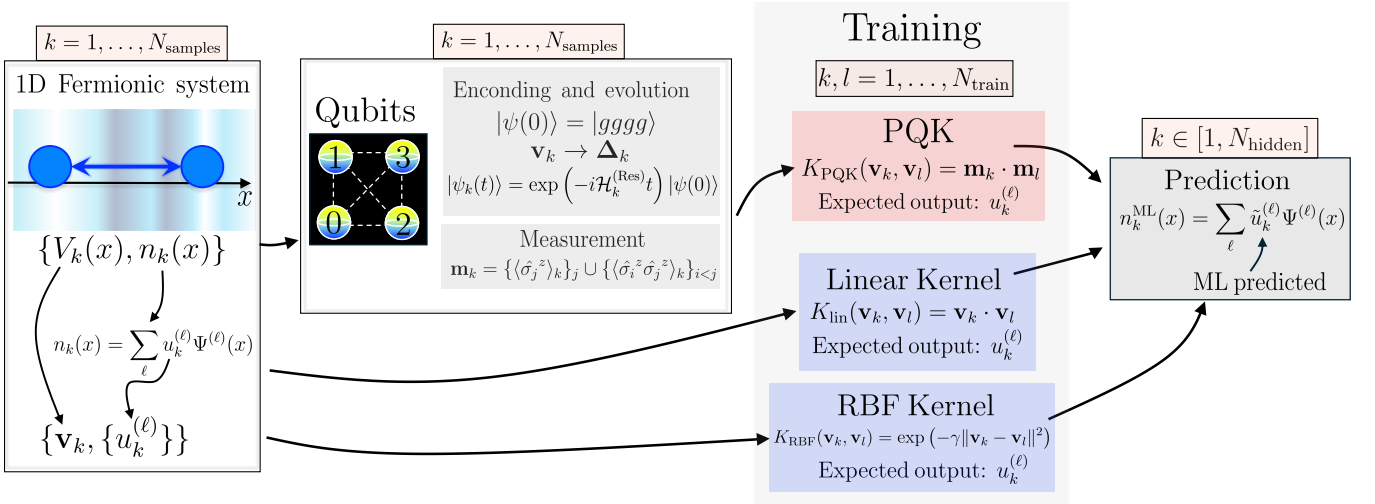 k = 1, . . . , N_samples
1D Fermionic system
x
{V_k(x), n_k(x)}
n_k(x) = ∑_ℓ u_k^(ℓ) Ψ^(ℓ)(x)
{v_k, {u_k^(ℓ)}}
k = 1, . . . , N_samples
Qubits
1 3
0 2
Enconding and evolution
|ψ(0)⟩ = |gggg⟩
v_k → Δ_k
|ψ_k(t)⟩ = exp (−iℋ_k^(Res) t) |ψ(0)⟩
Measurement
m_k = {⟨σ̂_j^z⟩_k}_j ∪ {⟨σ̂_i^z σ̂_j^z⟩_k}_{i<j}
Training
k, l = 1, . . . , N_train
PQK
K_PQK(v_k, v_l) = m_k · m_l
Expected output: u_k^(ℓ)
Linear Kernel
K_lin(v_k, v_l) = v_k · v_l
Expected output: u_k^(ℓ)
RBF Kernel
K_RBF(v_k, v_l) = exp (−γ‖v_k − v_l‖²)
Expected output: u_k^(ℓ)
k ∈ [1, N_hidden]
Prediction
n_k^ML(x) = ∑_ℓ ũ_k^(ℓ) Ψ^(ℓ)(x)
ML predicted